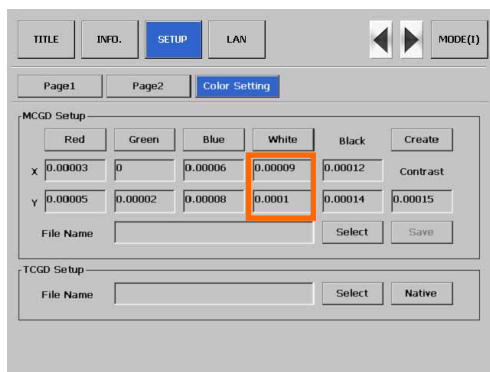 TITLE INFO. SETUP LAN MODE(I)
Page1 Page2 Color Setting
MCGD Setup
Red Green Blue White Black Create
X 0.00003 0 0.00006 0.00009 0.00012 Contrast
Y 0.00005 0.00002 0.00008 0.0001 0.00014 0.00015
File Name Select Save
TCGD Setup
File Name Select Native